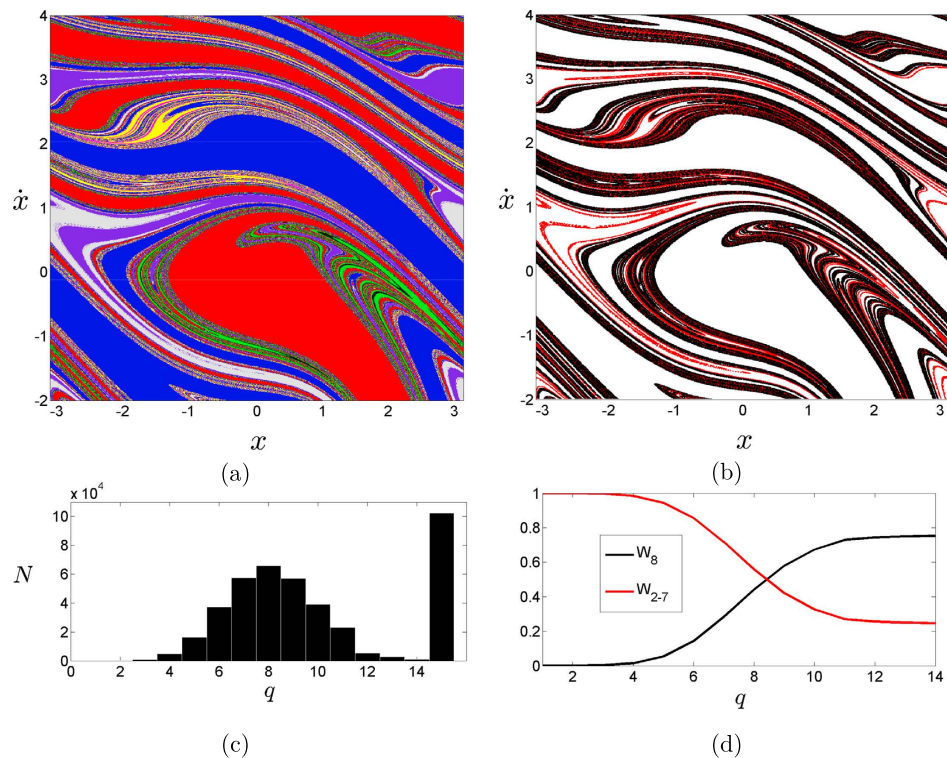 4 4
3 3
2 2
ẋ 1 ẋ 1
0 0
-1 -1
-2 -2
-3 -2 -1 0 1 2 3 -3 -2 -1 0 1 2 3
x x
(a) (b)
x 10⁴
10
8
N 6
4
2
0
0 2 4 6 8 10 12 14
q
1
0.8
0.6
0.4
0.2
0
W₈
W₂₋₇
2 4 6 8 10 12 14
q
(c) (d)